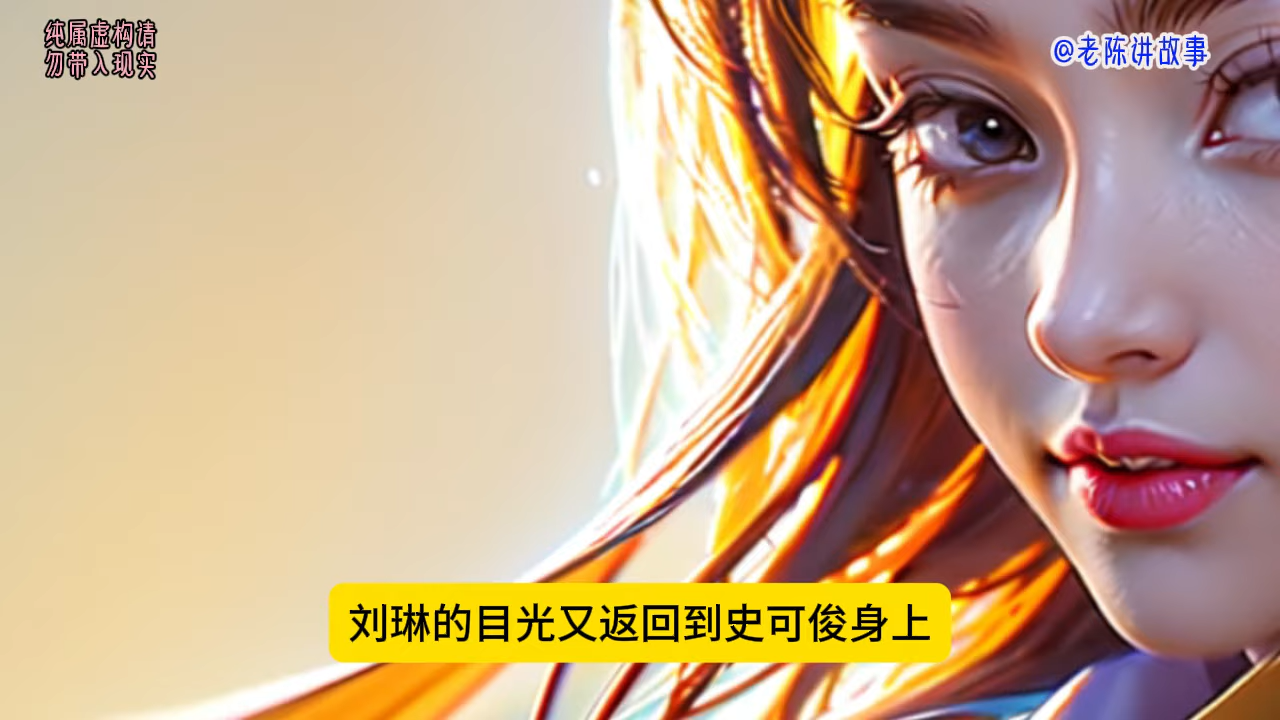 纯属虚构请
勿带入现实
@老陈讲故事
刘琳的目光又返回到史可俊身上